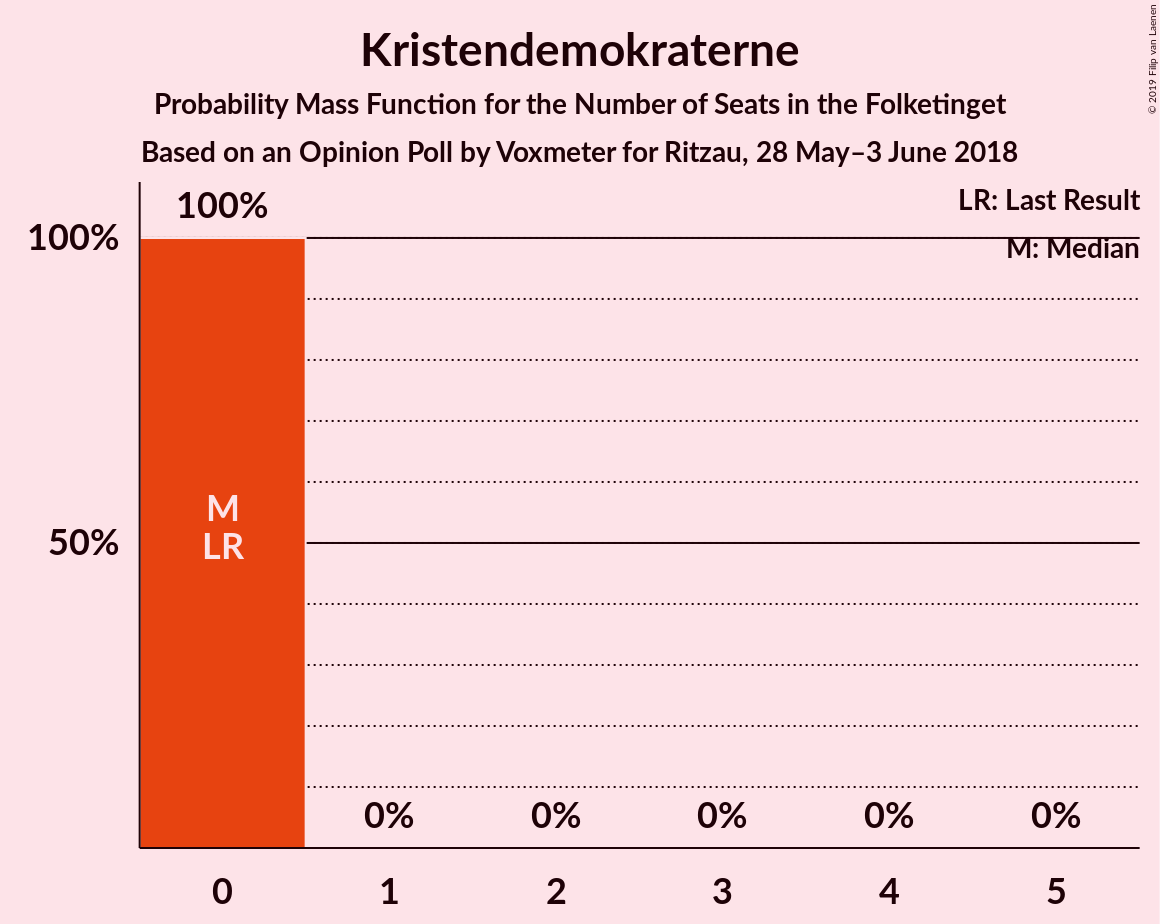 Kristendemokraterne
Probability Mass Function for the Number of Seats in the Folketinget
Based on an Opinion Poll by Voxmeter for Ritzau, 28 May–3 June 2018
© 2019 Filip van Laenen
LR: Last Result
M: Median
100%
100%
50%
M
LR
0%
0%
0%
0%
0%
0
1
2
3
4
5